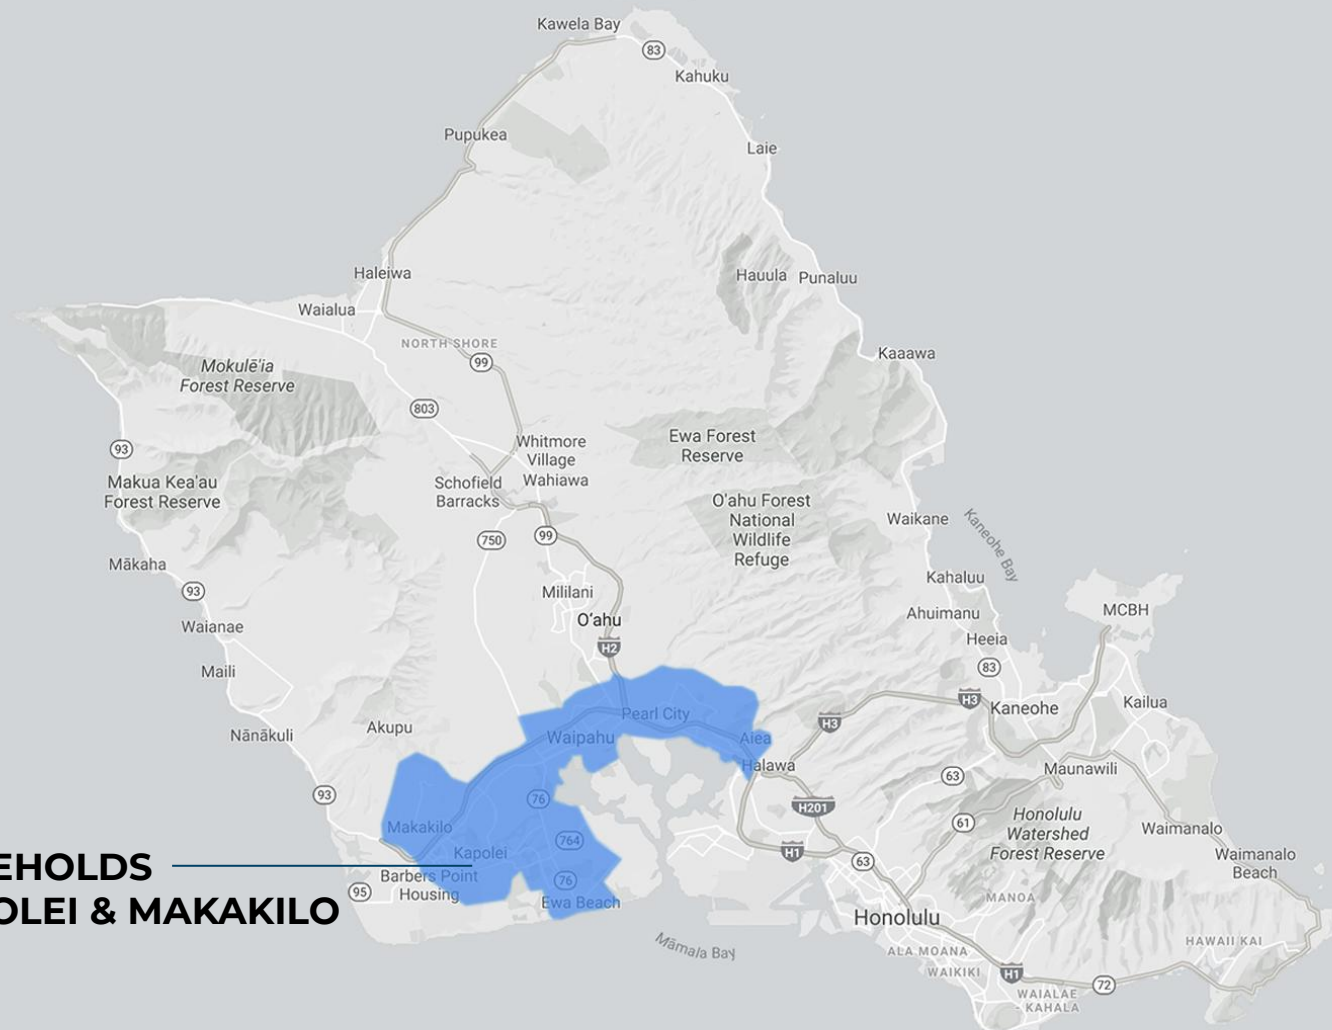 Kawela Bay
83
Kahuku
Pupukea
Laie
Haleiwa
Hauula
Punaluu
Waialua
NORTH SHORE
Kaaawa
99
Mokulē'ia
Forest Reserve
803
93
Whitmore
Village
Ewa Forest
Reserve
Wahiawa
Schofield
Barracks
Makua Kea'au
Forest Reserve
O'ahu Forest
National
Wildlife
Refuge
Waikane
Kaneohe Bay
750
99
Mākaha
Kahaluu
93
Mililani
MCBH
O'ahu
Ahuimanu
Waianae
Heeia
H2
83
Maili
H3
Kailua
Kaneohe
Pearl City
H3
Akupu
Nānākuli
Waipahu
Aiea
Halawa
Maunawili
63
93
76
H201
Honolulu
Watershed
Forest Reserve
61
Makakilo
764
Waimanalo
Kapolei
H1
63
Waimanalo
Beach
EHOLDS
OLEI & MAKAKILO
Barbers Point
Housing
95
76
Ewa Beach
MANOA
Honolulu
Māmala Bay
ALA MOANA
HAWAII KAI
WAIKIKI
H1
72
WAIALAE
- KAHALA